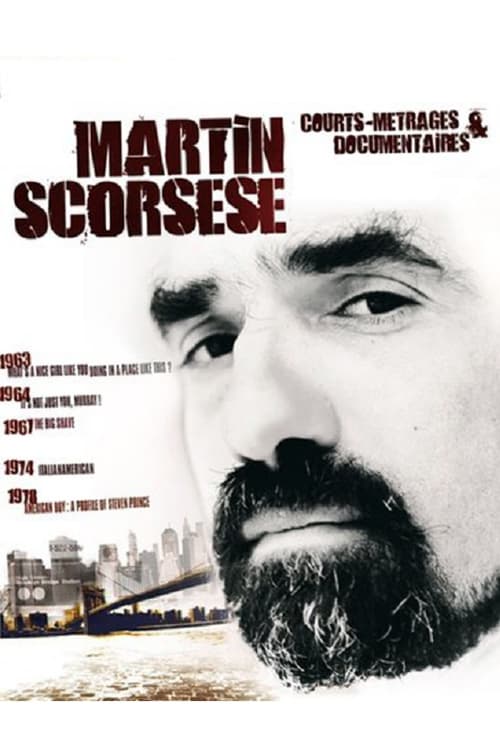 MARTIN
SCORSESE
COURTS-METRAGES &
DOCUMENTAIRES
1963 WHAT'S A NICE GIRL LIKE YOU DOING IN A PLACE LIKE THIS ?
1964 IT'S NOT JUST YOU, MURRAY !
1967 THE BIG SHAVE
1974 ITALIANAMERICAN
1978 AMERICAN BOY : A PROFILE OF STEVEN PRINCE